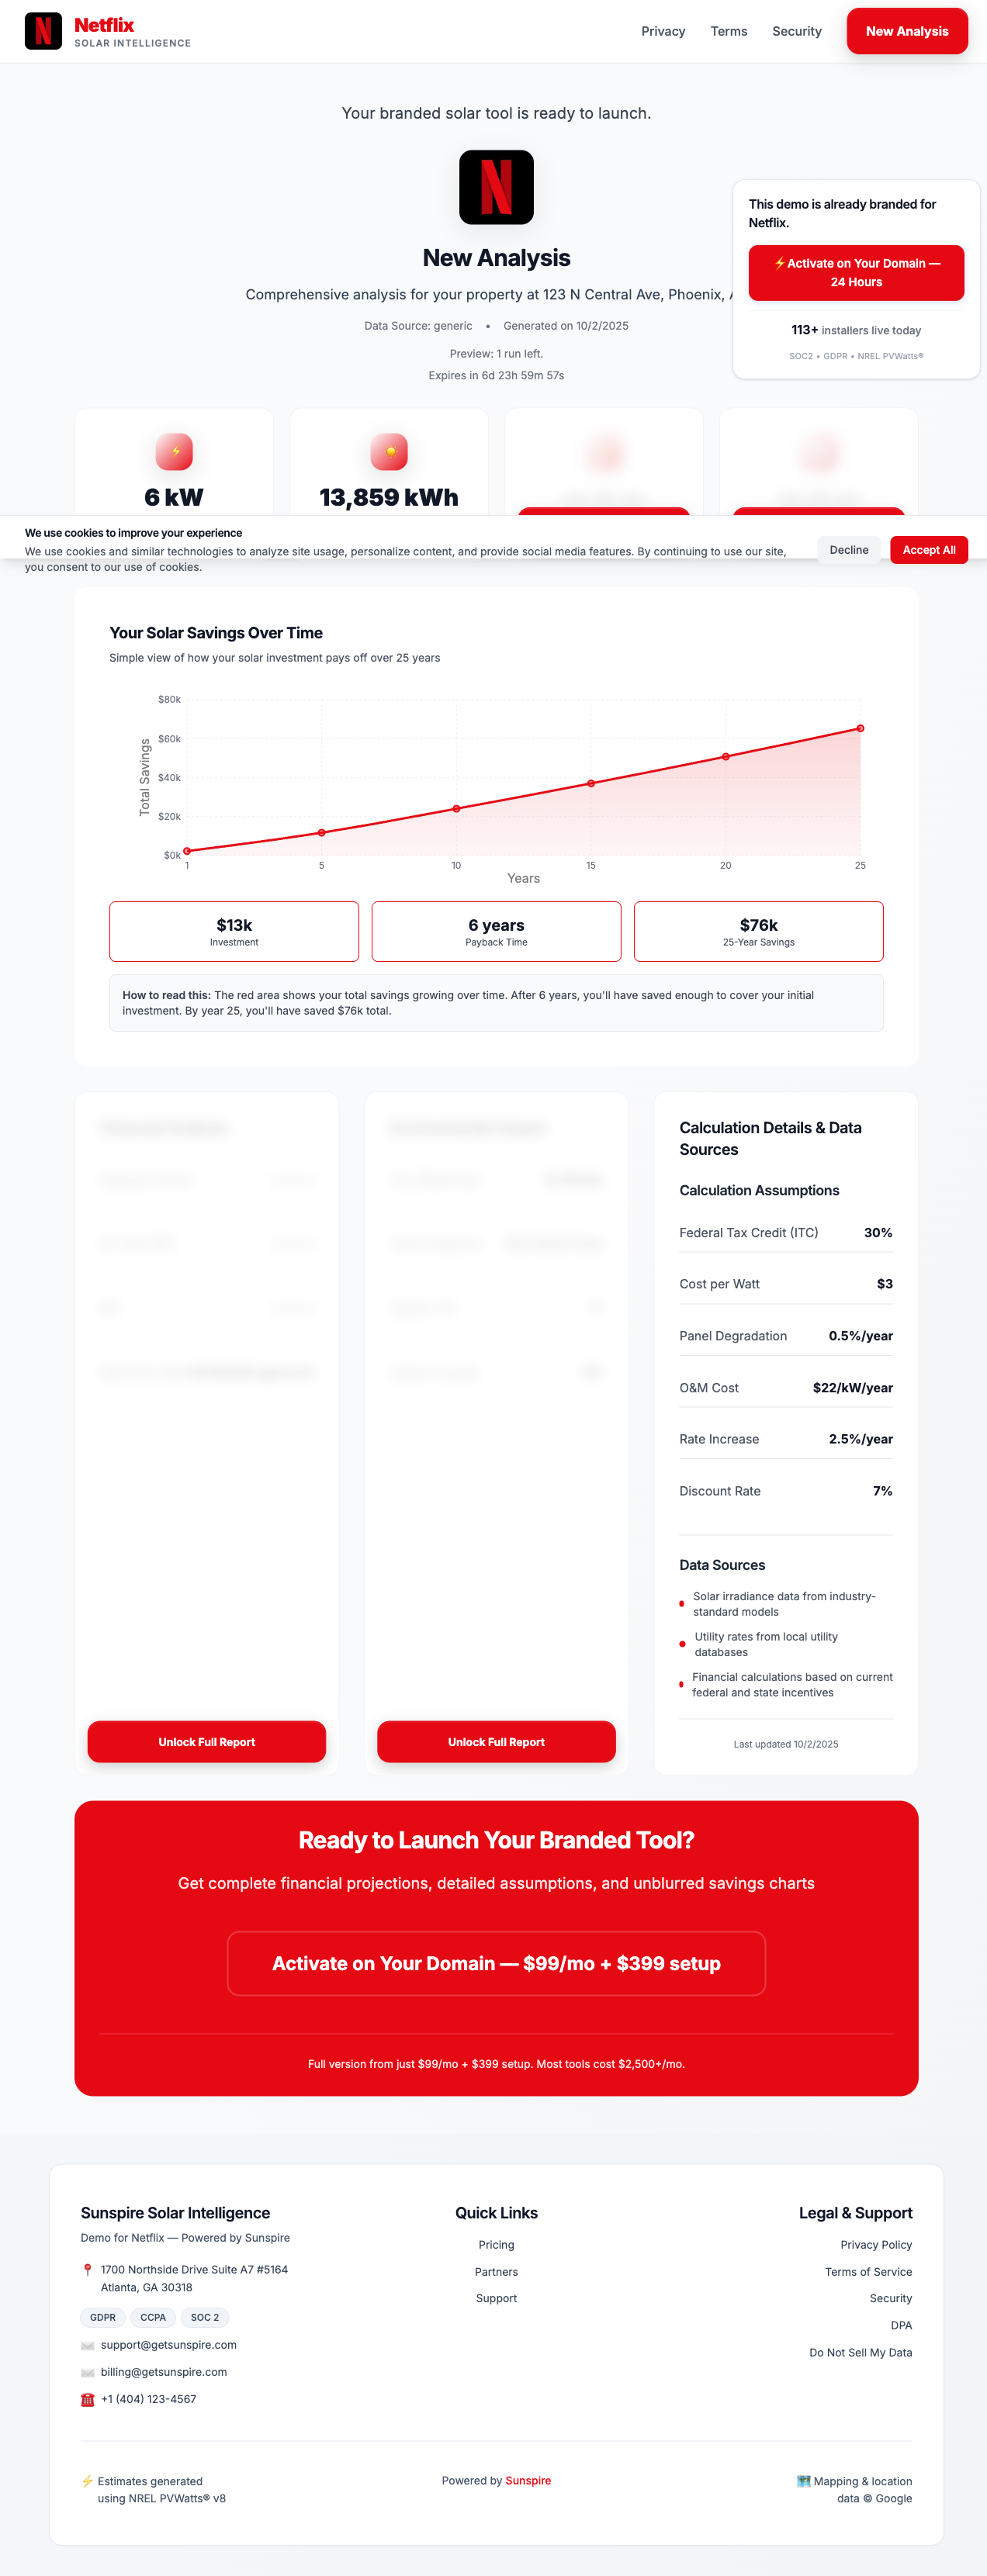 Netflix
SOLAR INTELLIGENCE
Privacy
Terms
Security
New Analysis
Your branded solar tool is ready to launch.
This demo is already branded for
Netflix.
⚡Activate on Your Domain —
24 Hours
113+ installers live today
SOC2 • GDPR • NREL PVWatts®
New Analysis
Comprehensive analysis for your property at 123 N Central Ave, Phoenix,
Data Source: generic • Generated on 10/2/2025
Preview: 1 run left.
Expires in 6d 23h 59m 57s
6 kW
13,859 kWh
We use cookies to improve your experience
We use cookies and similar technologies to analyze site usage, personalize content, and provide social media features. By continuing to use our site,
you consent to our use of cookies.
Decline
Accept All
Your Solar Savings Over Time
Simple view of how your solar investment pays off over 25 years
$80k
$60k
$40k
$20k
$0k
Total Savings
1
5
10
15
20
25
Years
$13k
Investment
6 years
Payback Time
$76k
25-Year Savings
How to read this: The red area shows your total savings growing over time. After 6 years, you'll have saved enough to cover your initial
investment. By year 25, you'll have saved $76k total.
Unlock Full Report
Unlock Full Report
Calculation Details & Data
Sources
Calculation Assumptions
Federal Tax Credit (ITC) 30%
Cost per Watt $3
Panel Degradation 0.5%/year
O&M Cost $22/kW/year
Rate Increase 2.5%/year
Discount Rate 7%
Data Sources
Solar irradiance data from industry-
standard models
Utility rates from local utility
databases
Financial calculations based on current
federal and state incentives
Last updated 10/2/2025
Ready to Launch Your Branded Tool?
Get complete financial projections, detailed assumptions, and unblurred savings charts
Activate on Your Domain — $99/mo + $399 setup
Full version from just $99/mo + $399 setup. Most tools cost $2,500+/mo.
Sunspire Solar Intelligence
Demo for Netflix — Powered by Sunspire
1700 Northside Drive Suite A7 #5164
Atlanta, GA 30318
GDPR
CCPA
SOC 2
support@getsunspire.com
billing@getsunspire.com
+1 (404) 123-4567
Quick Links
Pricing
Partners
Support
Legal & Support
Privacy Policy
Terms of Service
Security
DPA
Do Not Sell My Data
⚡ Estimates generated
using NREL PVWatts® v8
Powered by Sunspire
Mapping & location
data © Google